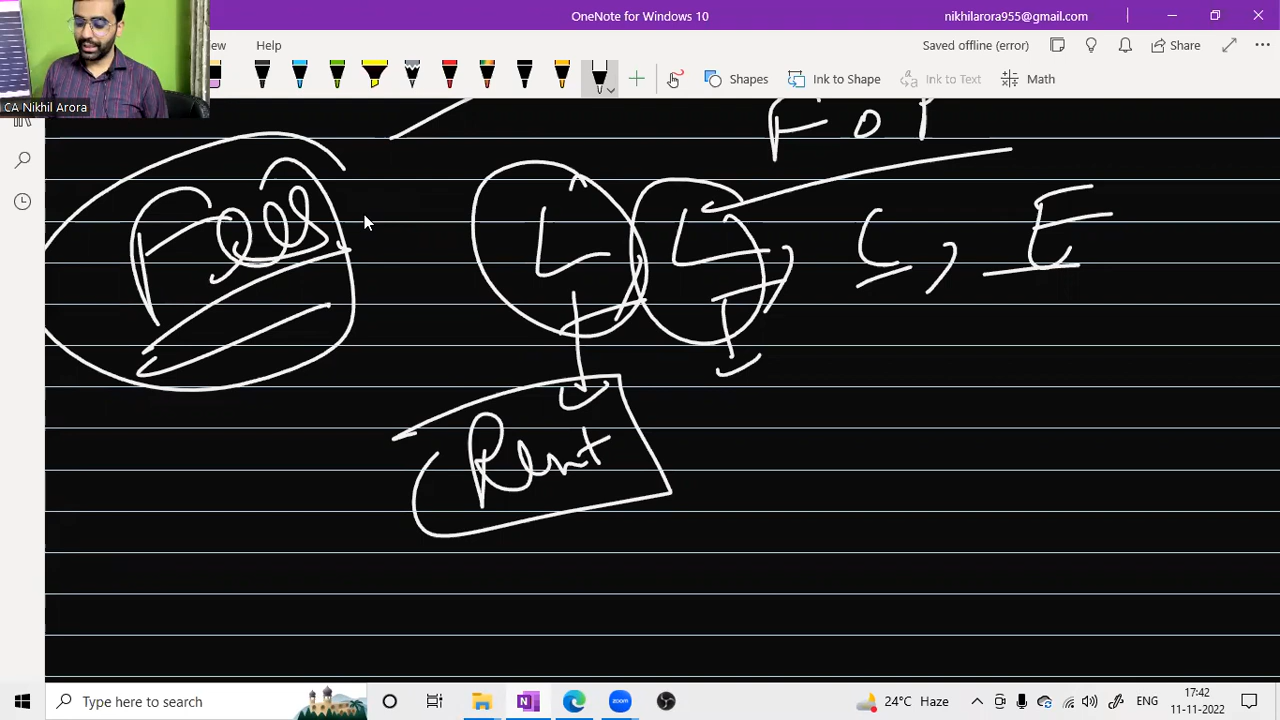 OneNote for Windows 10
nikhilarora955@gmail.com
Help
Saved offline (error)
Share
Shapes
Ink to Shape
Ink to Text
Math
CA Nikhil Arora
FOP
Fees
L L, C, E
Rent
Type here to search
24°C Haze
ENG
17:42
11-11-2022